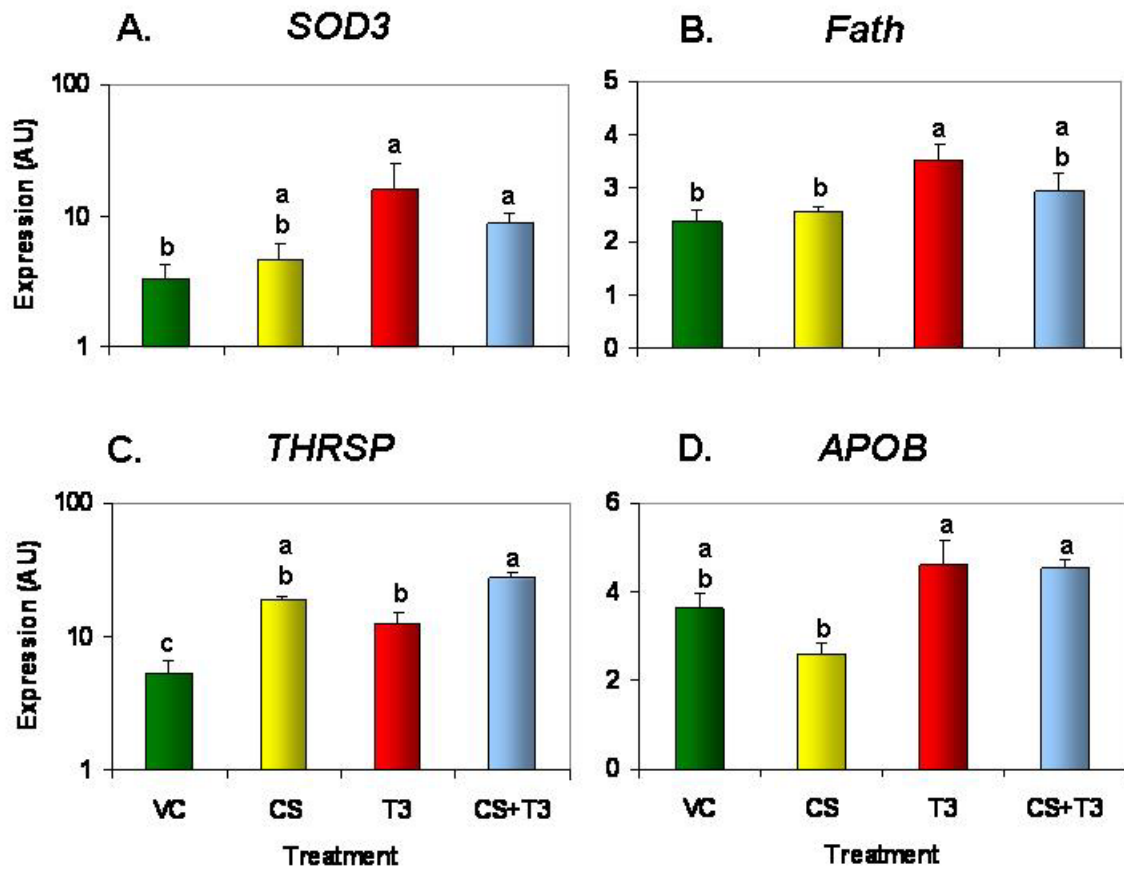 A. SOD3
100
10
1
Expression (AU)
b
a
b
a
a
B. Fath
5
4
3
2
1
0
b
b
a
a
b
C. THRSP
100
10
1
Expression (AU)
c
a
b
b
a
VC CS T3 CS+T3
Treatment
D. APOB
6
4
2
0
a
b
b
a
a
VC CS T3 CS+T3
Treatment